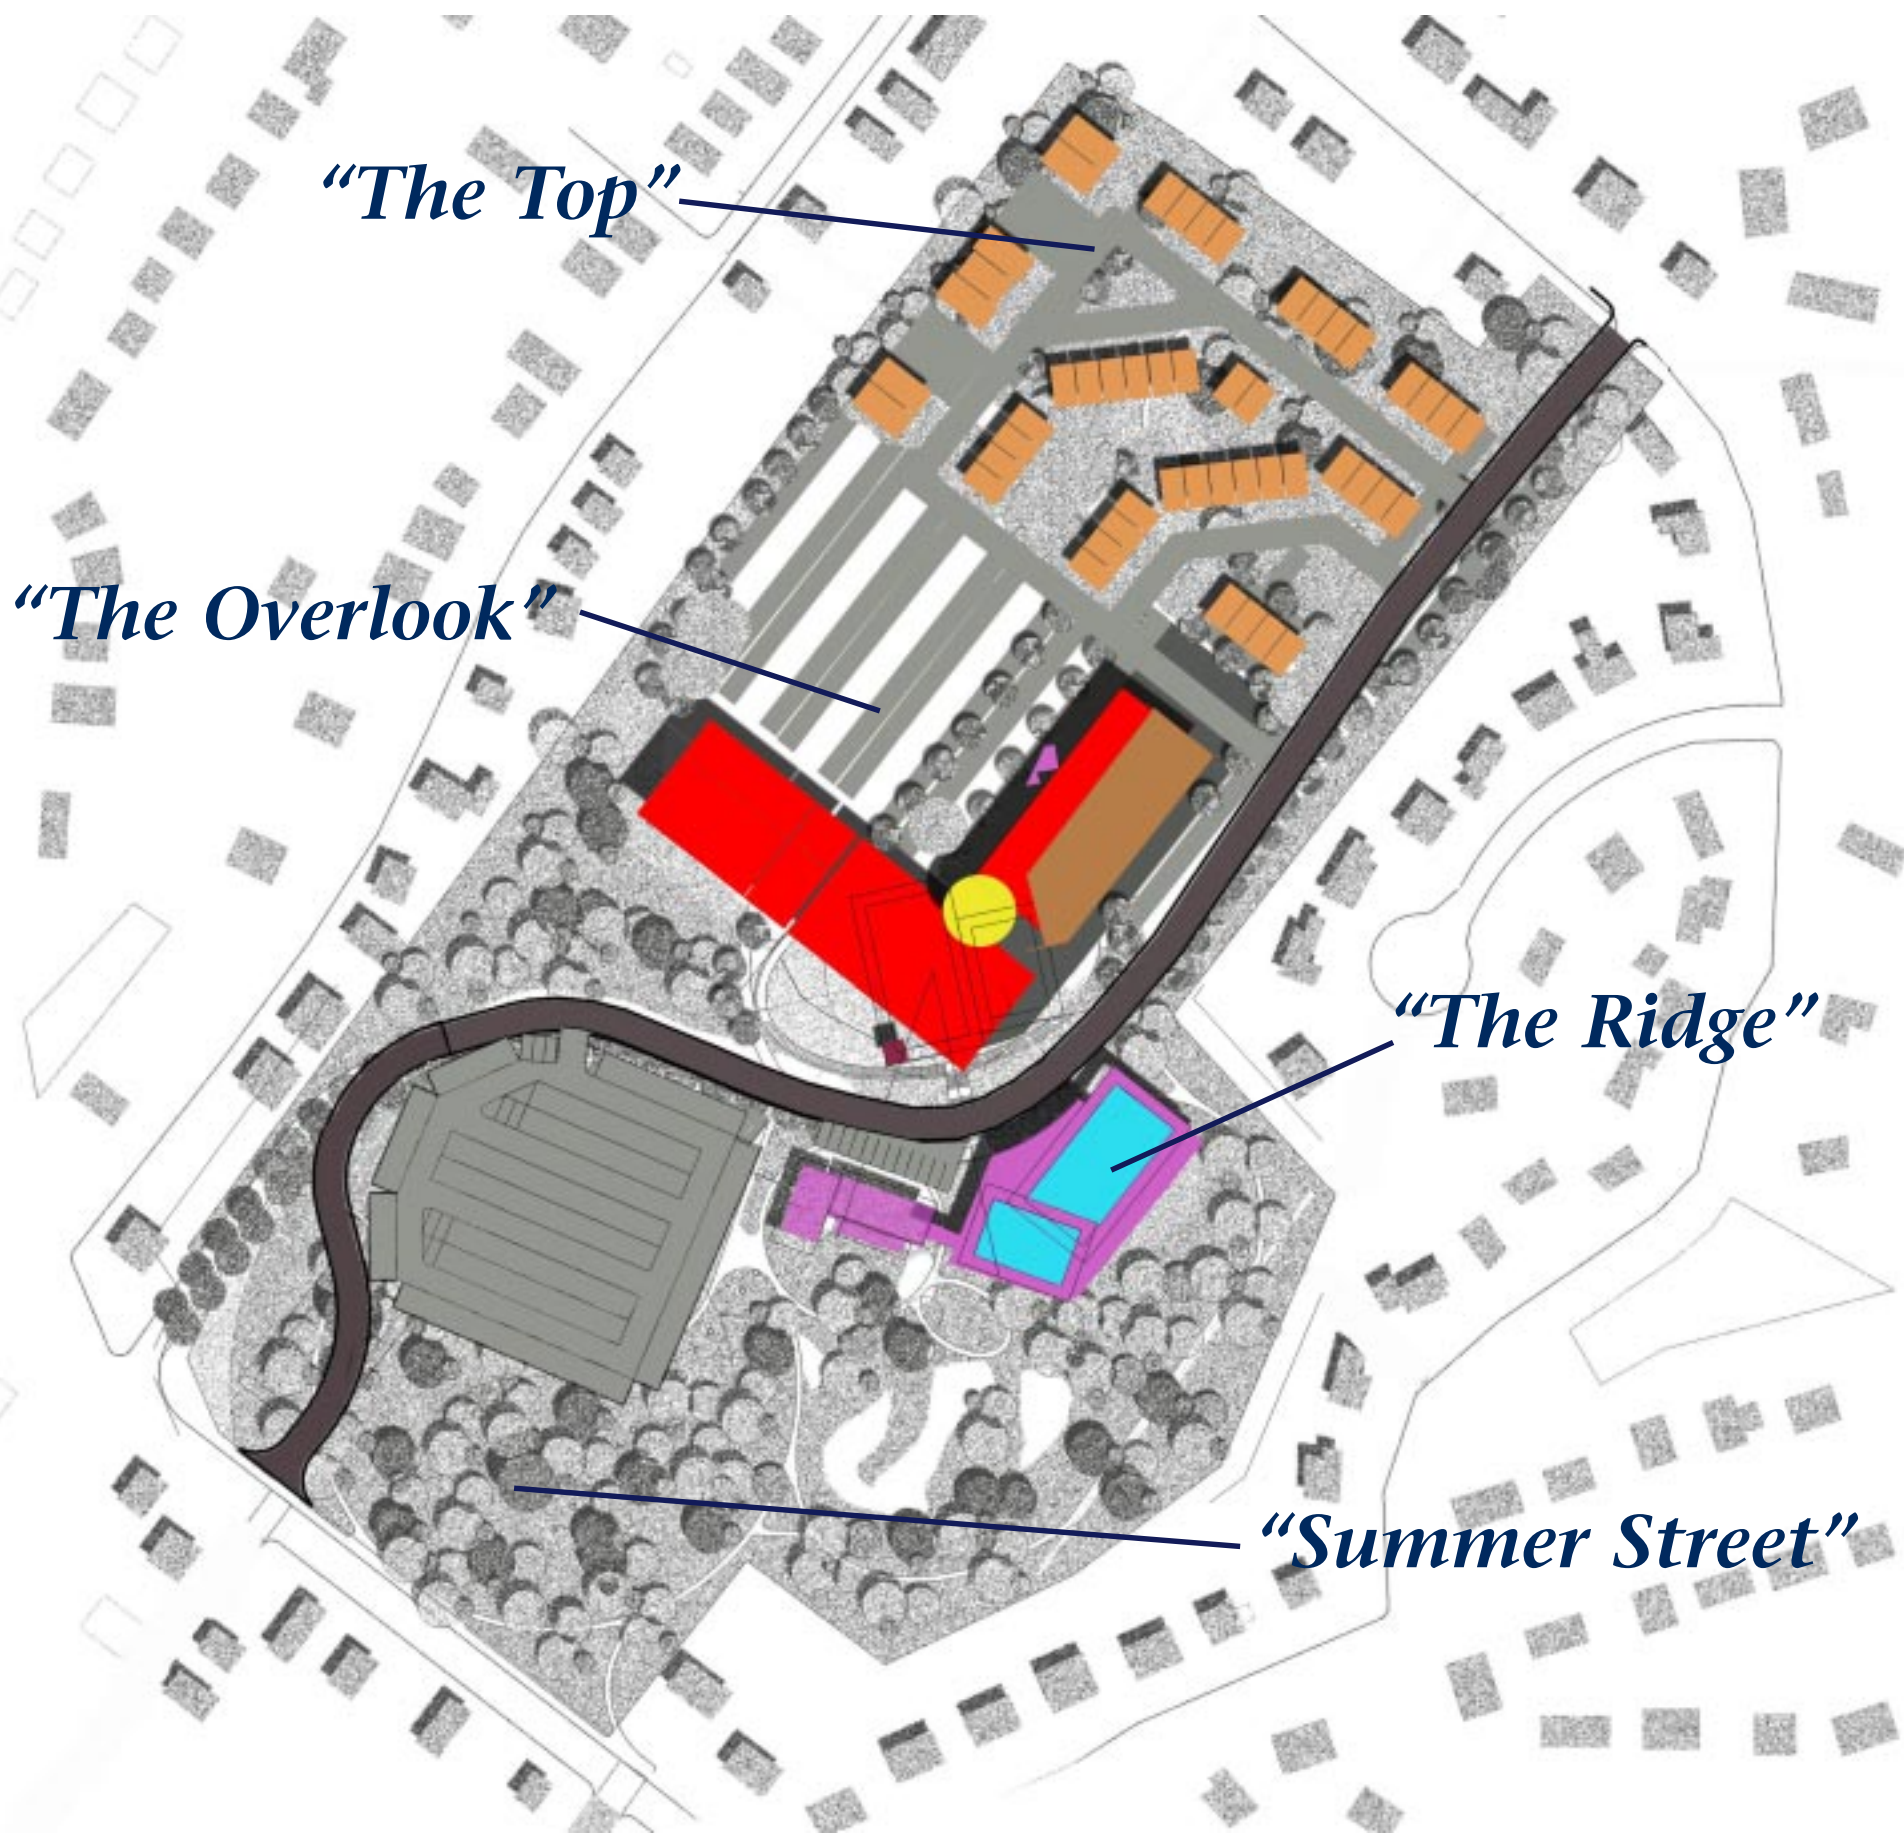 “The Top”
“The Overlook”
“The Ridge”
“Summer Street”